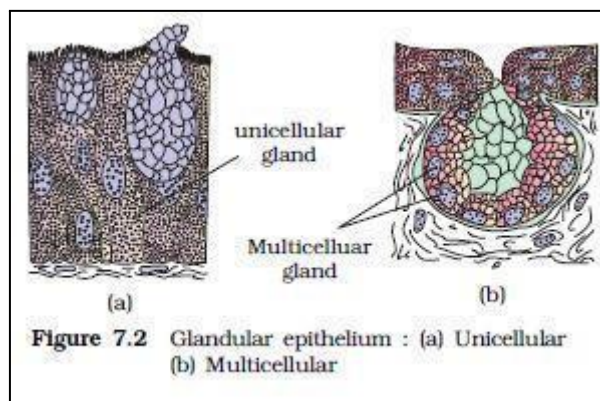 unicellular
gland
Multicelluar
gland
(a)
(b)
Figure 7.2 Glandular epithelium : (a) Unicellular
(b) Multicellular